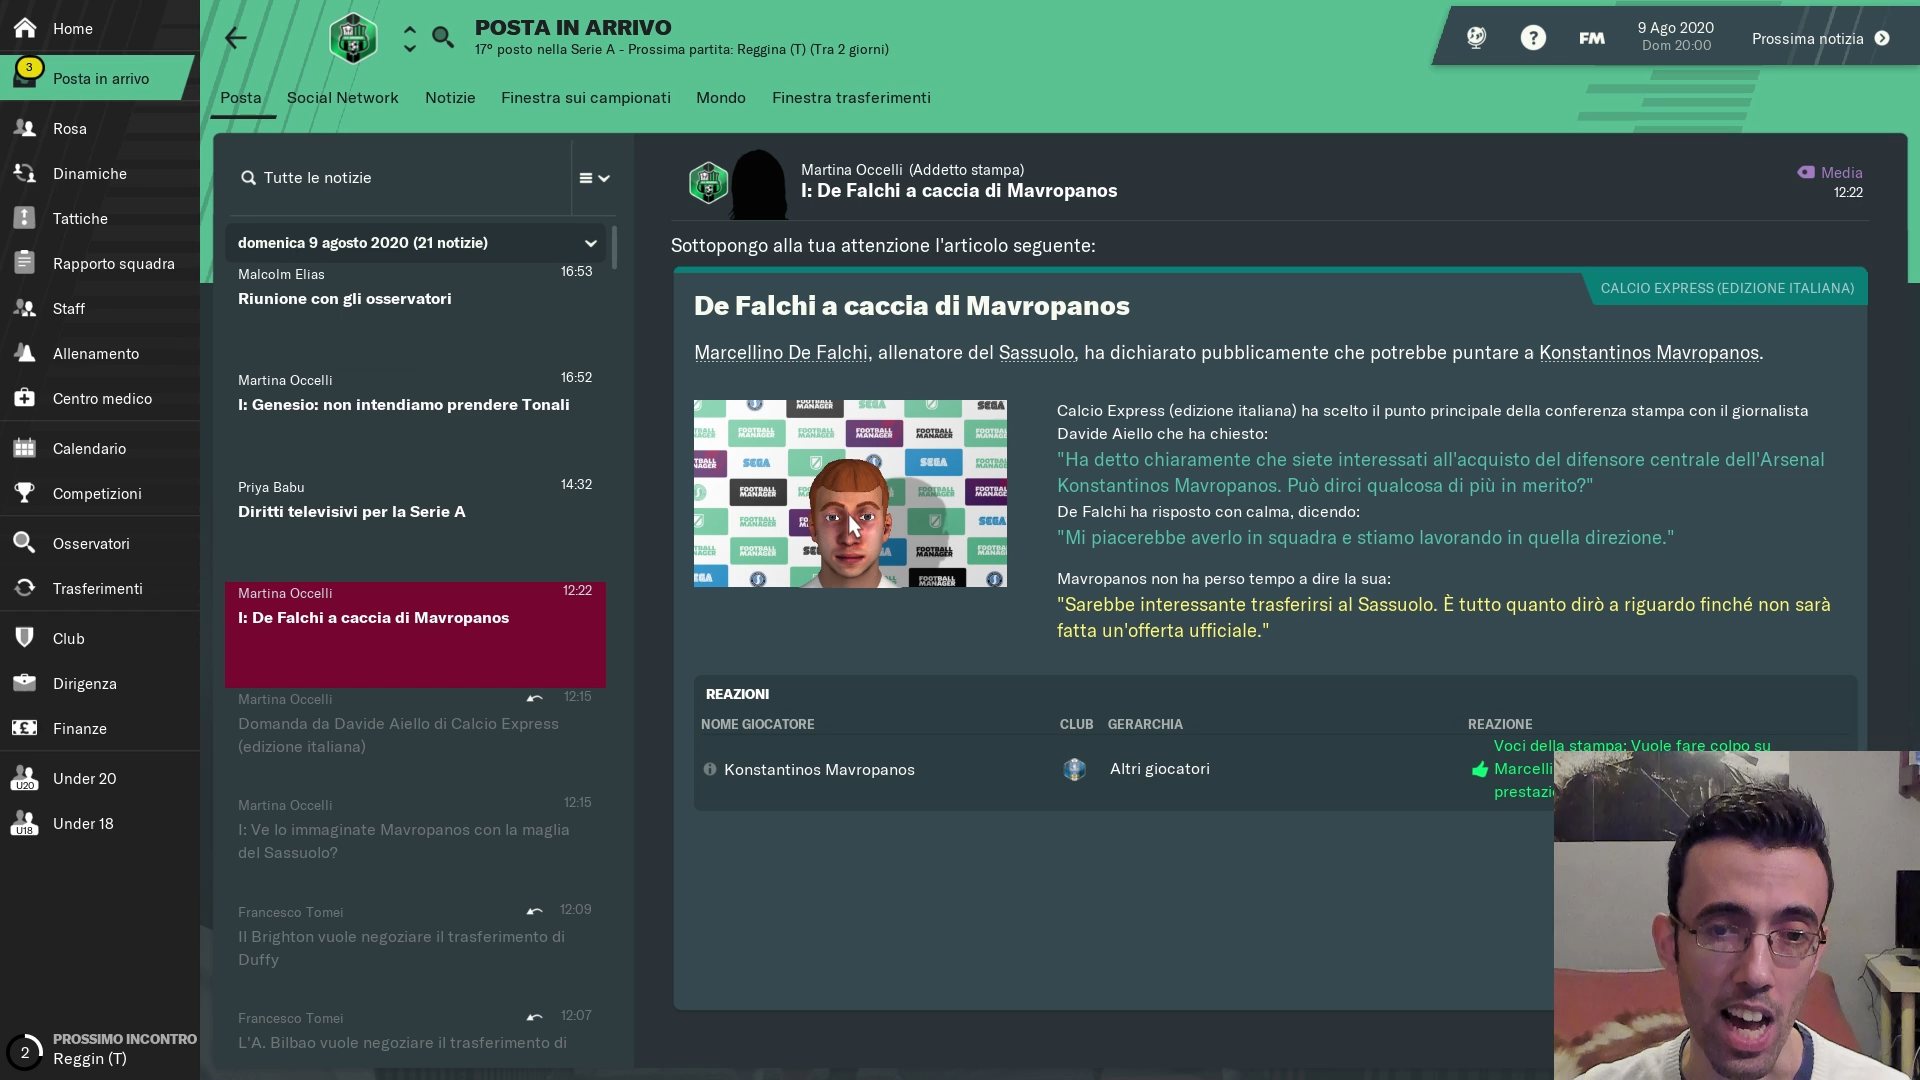 Home
3
Posta in arrivo
Rosa
Dinamiche
Tattiche
Rapporto squadra
Staff
Allenamento
Centro medico
Calendario
Competizioni
Osservatori
Trasferimenti
Club
Dirigenza
Finanze
U20
Under 20
U18
Under 18
2
PROSSIMO INCONTRO
Reggin (T)
POSTA IN ARRIVO
17° posto nella Serie A - Prossima partita: Reggina (T) (Tra 2 giorni)
FM
9 Ago 2020
Dom 20:00
Prossima notizia
Posta
Social Network
Notizie
Finestra sui campionati
Mondo
Finestra trasferimenti
Tutte le notizie
domenica 9 agosto 2020 (21 notizie)
Malcolm Elias 16:53
Riunione con gli osservatori
Martina Occelli 16:52
I: Genesio: non intendiamo prendere Tonali
Priya Babu 14:32
Diritti televisivi per la Serie A
Martina Occelli 12:22
I: De Falchi a caccia di Mavropanos
Martina Occelli 12:15
Domanda da Davide Aiello di Calcio Express
(edizione italiana)
Martina Occelli 12:15
I: Ve lo immaginate Mavropanos con la maglia
del Sassuolo?
Francesco Tomei 12:09
Il Brighton vuole negoziare il trasferimento di
Duffy
Francesco Tomei 12:07
L'A. Bilbao vuole negoziare il trasferimento di
Martina Occelli (Addetto stampa)
I: De Falchi a caccia di Mavropanos
Media
12:22
Sottopongo alla tua attenzione l'articolo seguente:
CALCIO EXPRESS (EDIZIONE ITALIANA)
De Falchi a caccia di Mavropanos
Marcellino De Falchi, allenatore del Sassuolo, ha dichiarato pubblicamente che potrebbe puntare a Konstantinos Mavropanos.
FOOTBALL MANAGER
SEGA
Calcio Express (edizione italiana) ha scelto il punto principale della conferenza stampa con il giornalista
Davide Aiello che ha chiesto:
"Ha detto chiaramente che siete interessati all'acquisto del difensore centrale dell'Arsenal
Konstantinos Mavropanos. Può dirci qualcosa di più in merito?"
De Falchi ha risposto con calma, dicendo:
"Mi piacerebbe averlo in squadra e stiamo lavorando in quella direzione."
Mavropanos non ha perso tempo a dire la sua:
"Sarebbe interessante trasferirsi al Sassuolo. È tutto quanto dirò a riguardo finché non sarà
fatta un'offerta ufficiale."
REAZIONI
NOME GIOCATORE CLUB GERARCHIA REAZIONE
Konstantinos Mavropanos Altri giocatori
Voci della stampa: Vuole fare colpo su
Marcelli
prestazi